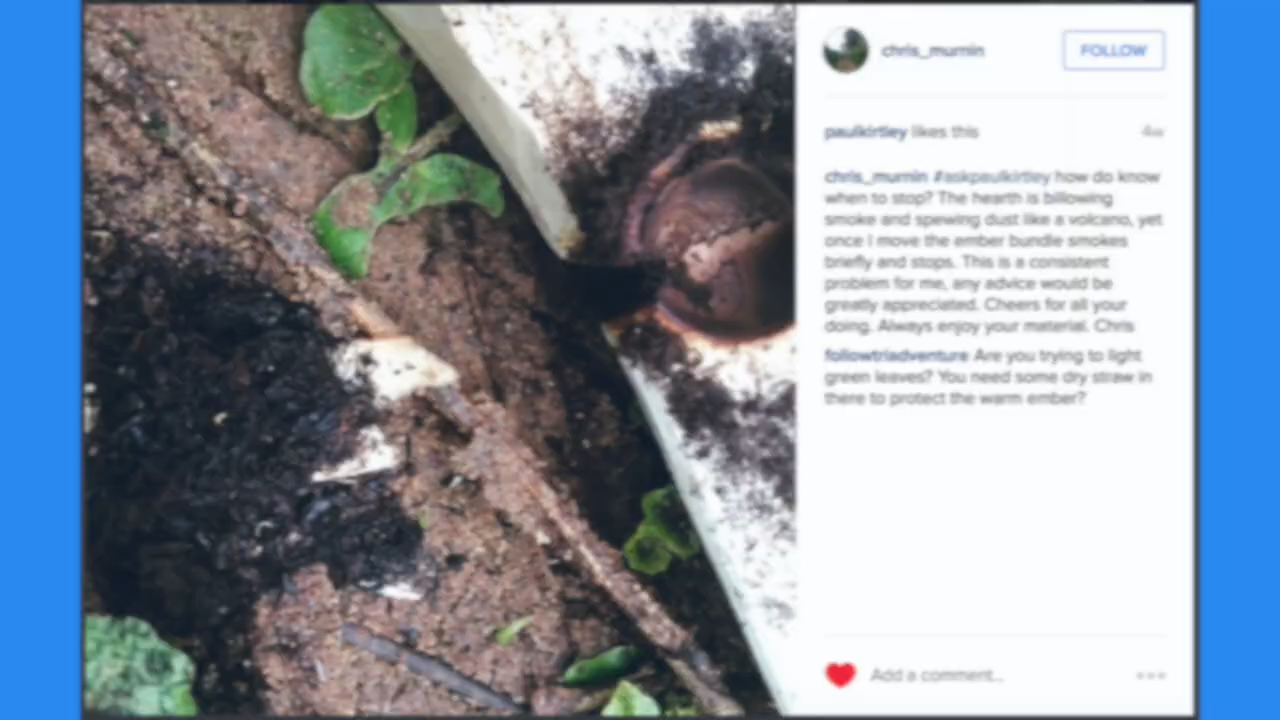 chris_murnin
FOLLOW
paulkirtley likes this
4w
chris_murnin #askpaulkirtley how do know
when to stop? The hearth is billowing
smoke and spewing dust like a volcano, yet
once I move the ember bundle smokes
briefly and stops. This is a consistent
problem for me, any advice would be
greatly appreciated. Cheers for all your
doing. Always enjoy your material. Chris
followtriadventure Are you trying to light
green leaves? You need some dry straw in
there to protect the warm ember?
Add a comment...